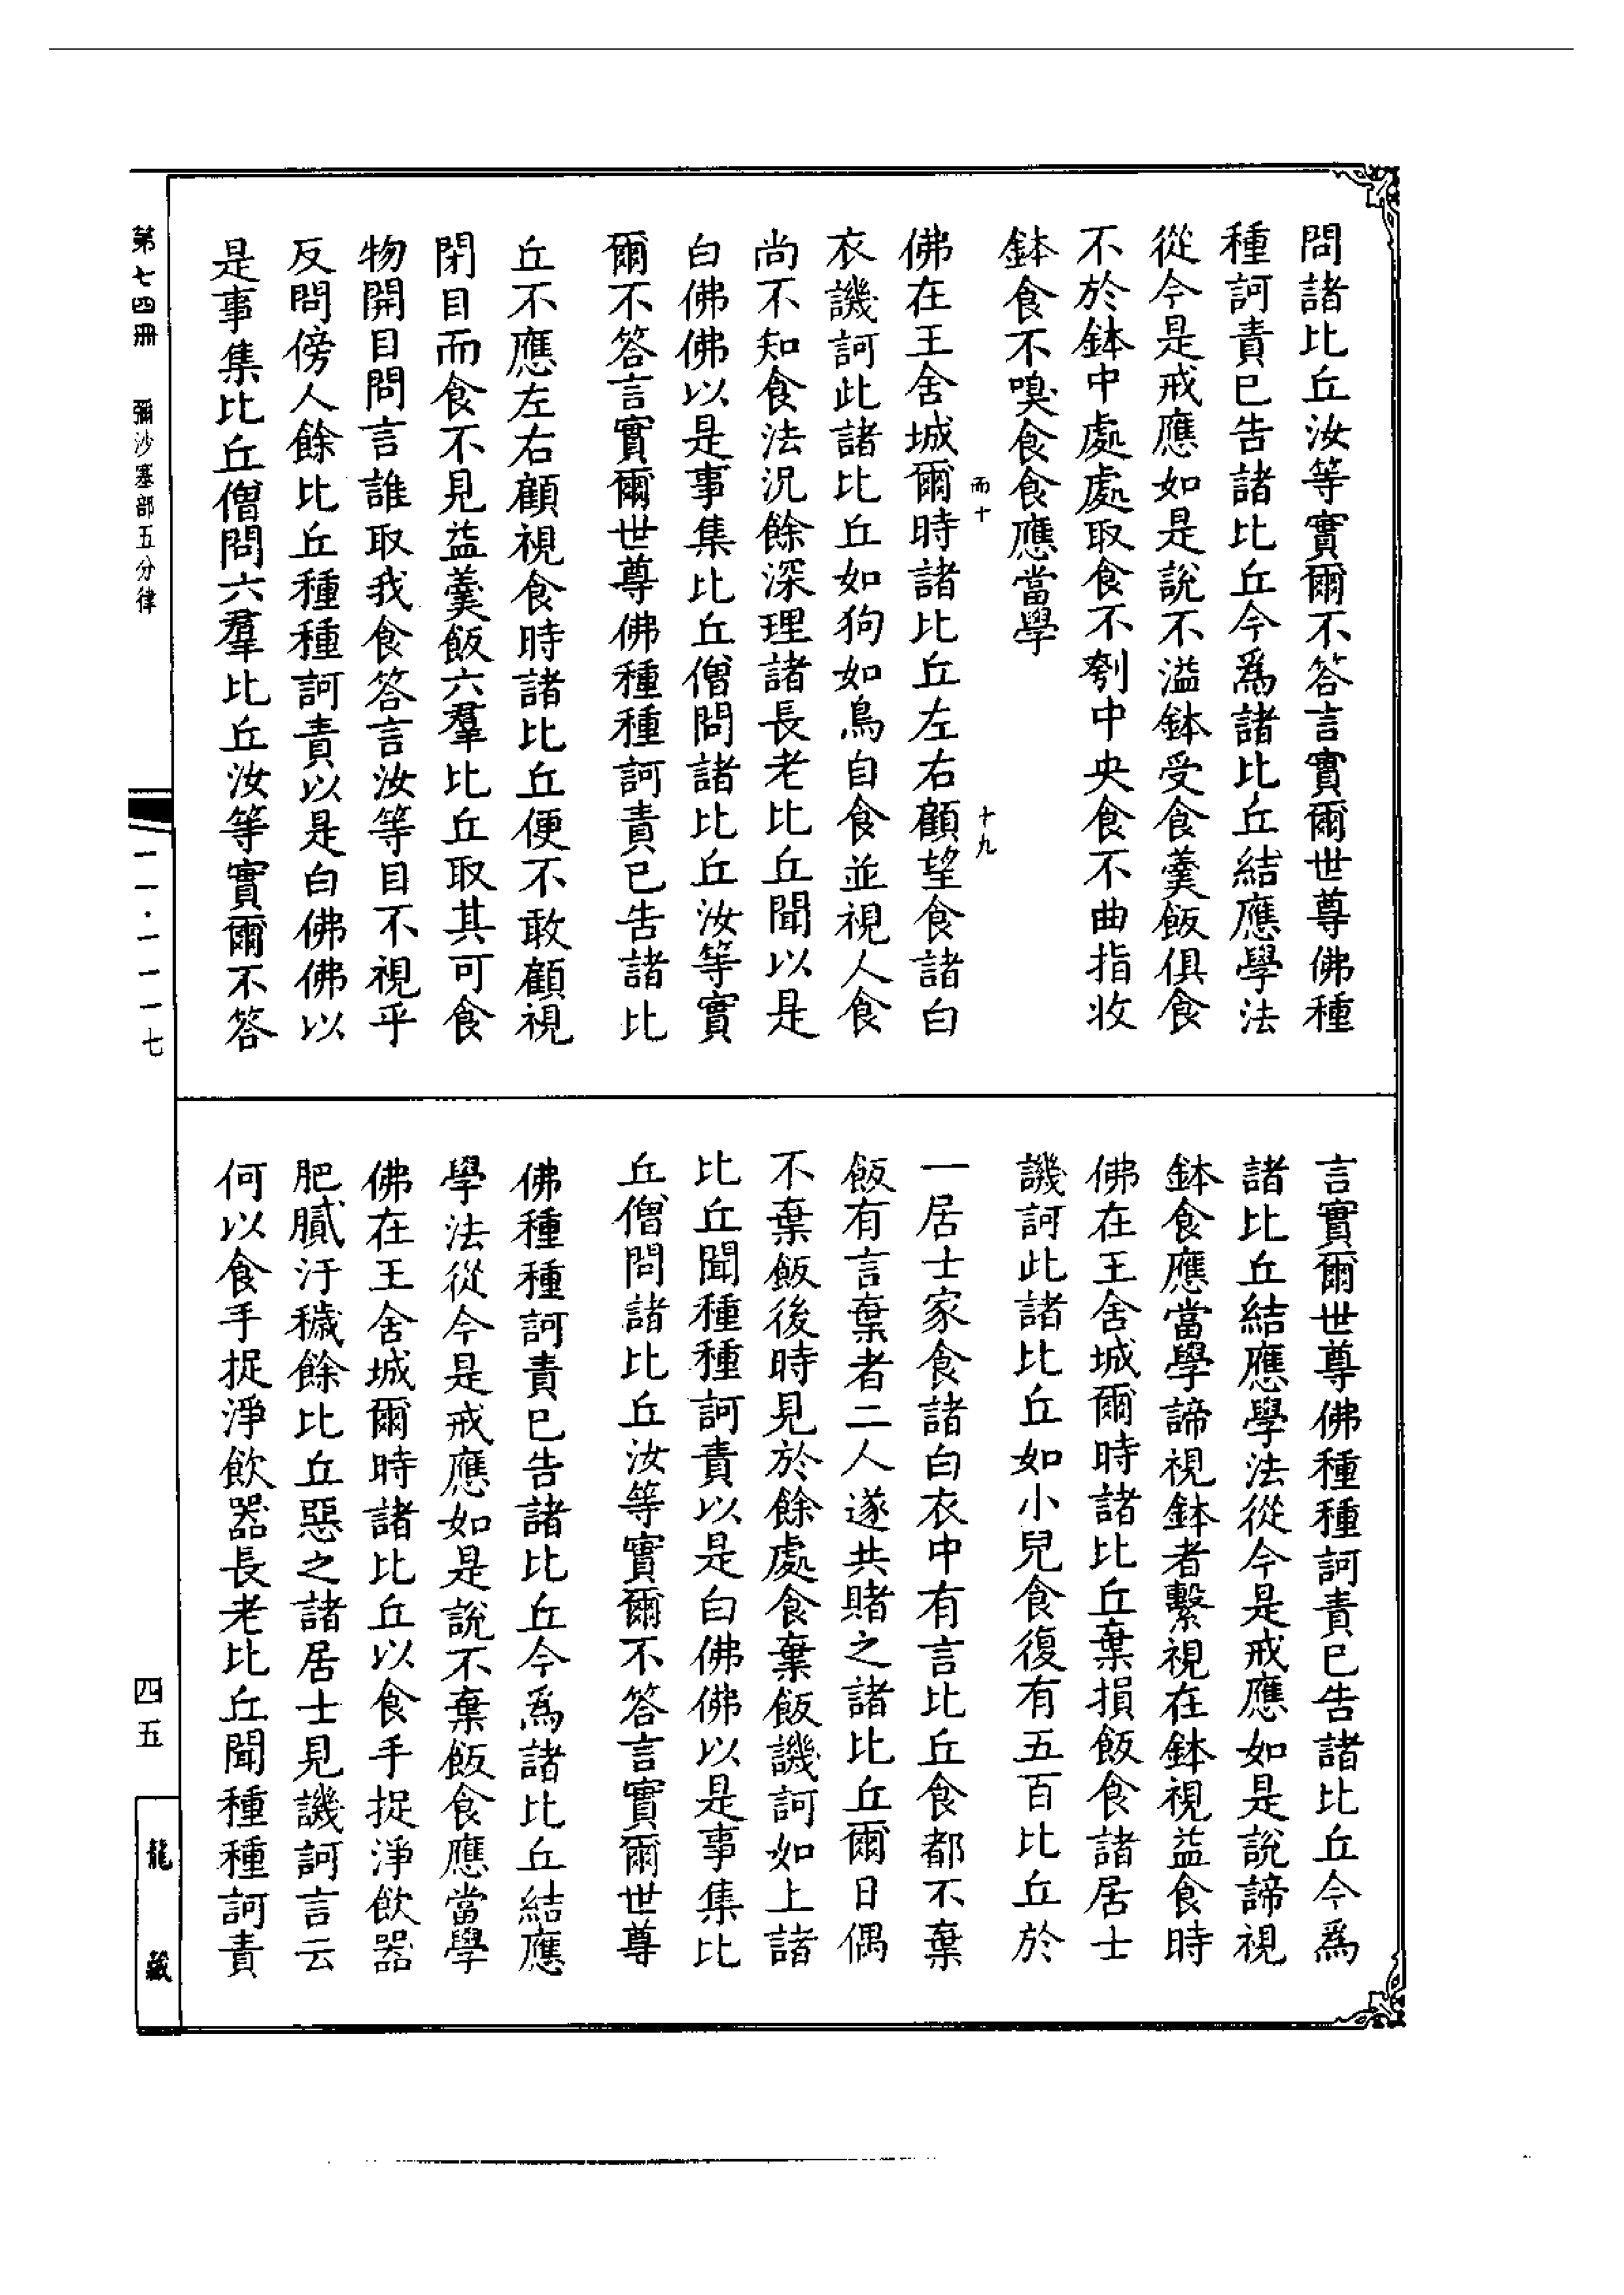 問諸比丘汝等實爾不答言實爾世尊佛種
種訶責已告諸比丘今爲諸比丘結應學法
從今是戒應如是說不溢鉢受食羹飯俱食
不於鉢中處處取食不刳中央食不曲指收
鉢食不嗅食食食應當學
而十
十九
佛在王舍城爾時諸比丘左右顧望食諸白
衣譏訶此諸比丘如狗如鳥自食並視人食
尚不知食法況餘深理諸長老比丘聞以是
白佛佛以是事集比丘僧問諸比丘汝等實
爾不答言實爾世尊佛種種訶責已告諸比
丘不應左右顧視食時諸比丘便不敢顧視
閉目而食不見益羹飯六羣比丘取其可食
物開目問言誰取我食答言汝等目不視乎
反問傍人餘比丘種種訶責以是白佛佛以
是事集比丘僧問六羣比丘汝等實爾不答
言實爾世尊佛種種訶責已告諸比丘今爲
諸比丘結應學法從今是戒應如是說諦視
鉢食應當學諦視鉢者繫視在鉢視益食時
佛在王舍城爾時諸比丘棄損飯食諸居士
譏訶此諸比丘如小兒食復有五百比丘於
一居士家食諸白衣中有言比丘食都不棄
飯有言棄者二人遂共賭之諸比丘爾日偶
不棄飯後時見於餘處食棄飯譏訶如上諸
比丘聞種種訶責以是白佛佛以是事集比
丘僧問諸比丘汝等實爾不答言實爾世尊
佛種種訶責已告諸比丘今爲諸比丘結應
學法從今是戒應如是說不棄飯食應當學
佛在王舍城爾時諸比丘以食手捉淨飲器
肥膩汙穢餘比丘惡之諸居士見譏訶言云
何以食手捉淨飲器長老比丘聞種種訶責
第七四冊 彌沙塞部五分律
一一·一一一七
四五
龍藏